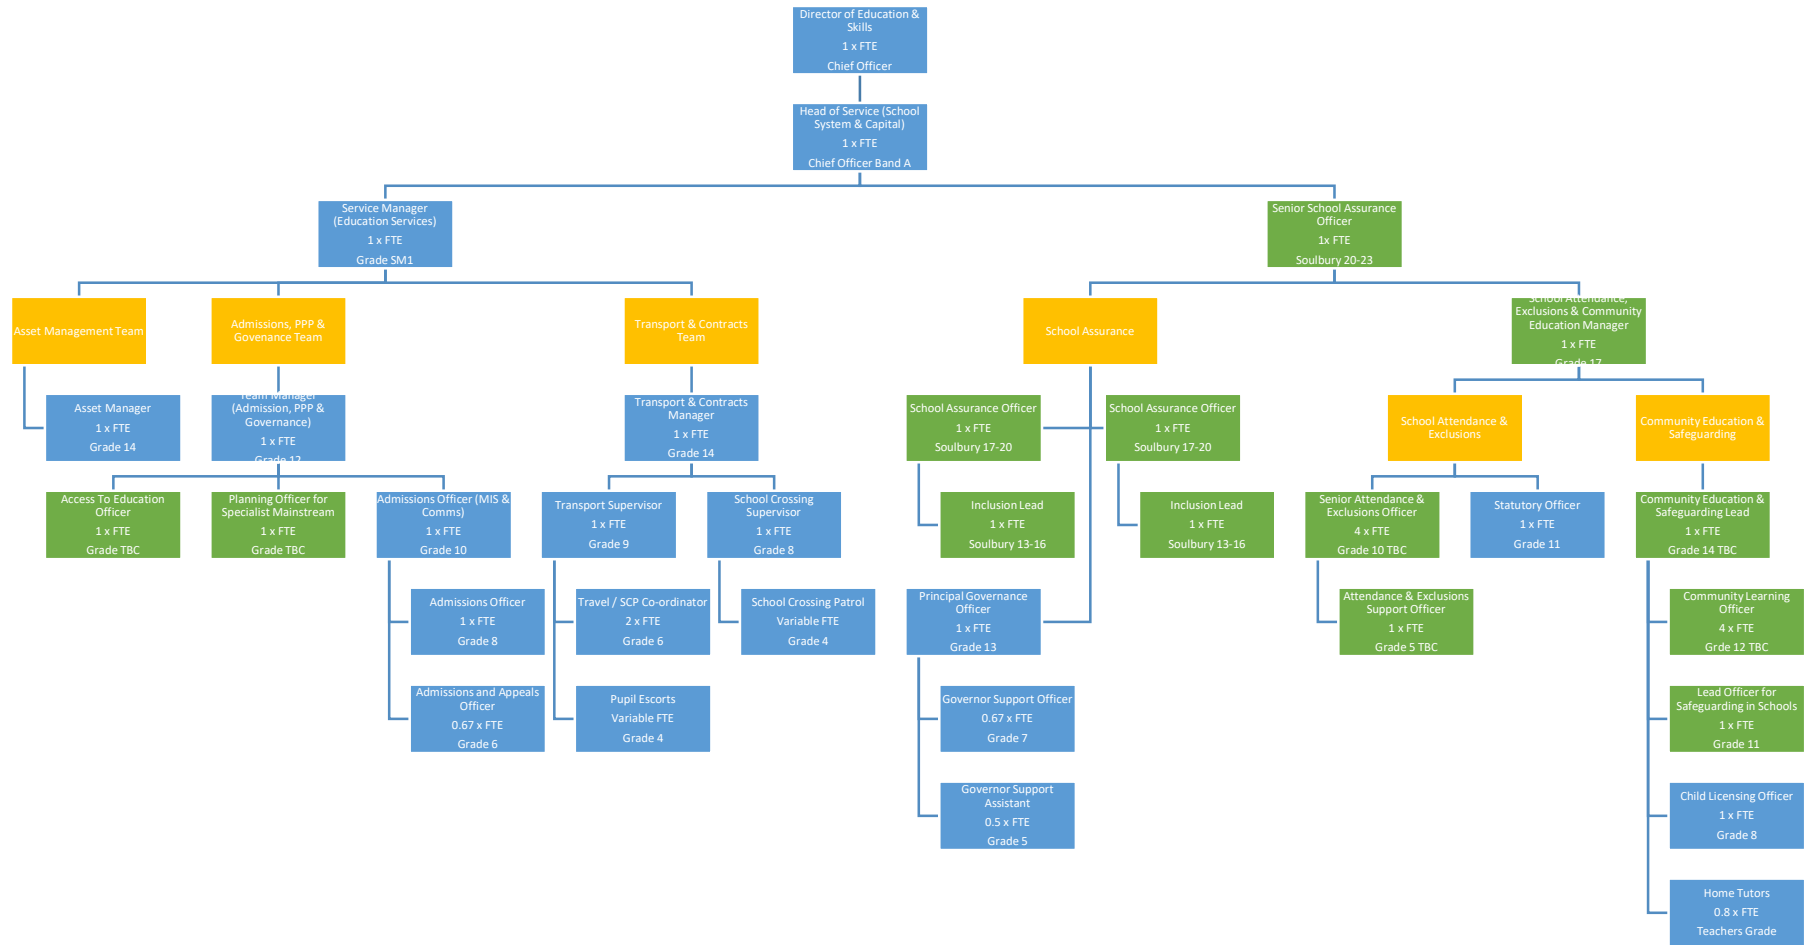 Director of Education &
Skills
1 x FTE
Chief Officer
Head of Service (School
System & Capital)
1 x FTE
Chief Officer Band A
Service Manager
(Education Services)
1 x FTE
Grade SM1
Senior School Assurance
Officer
1x FTE
Soulbury 20-23
Asset Management Team
Admissions, PPP &
Govenance Team
Transport & Contracts
Team
School Assurance
School Attendance,
Exclusions & Community
Education Manager
1 x FTE
Grade 17
Asset Manager
1 x FTE
Grade 14
Team Manager
(Admission, PPP &
Governance)
1 x FTE
Grade 12
Transport & Contracts
Manager
1 x FTE
Grade 14
School Assurance Officer
1 x FTE
Soulbury 17-20
School Assurance Officer
1 x FTE
Soulbury 17-20
School Attendance &
Exclusions
Community Education &
Safeguarding
Access To Education
Officer
1 x FTE
Grade TBC
Planning Officer for
Specialist Mainstream
1 x FTE
Grade TBC
Admissions Officer (MIS &
Comms)
1 x FTE
Grade 10
Transport Supervisor
1 x FTE
Grade 9
School Crossing
Supervisor
1 x FTE
Grade 8
Inclusion Lead
1 x FTE
Soulbury 13-16
Inclusion Lead
1 x FTE
Soulbury 13-16
Senior Attendance &
Exclusions Officer
4 x FTE
Grade 10 TBC
Statutory Officer
1 x FTE
Grade 11
Community Education &
Safeguarding Lead
1 x FTE
Grade 14 TBC
Admissions Officer
1 x FTE
Grade 8
Travel / SCP Co-ordinator
2 x FTE
Grade 6
School Crossing Patrol
Variable FTE
Grade 4
Principal Governance
Officer
1 x FTE
Grade 13
Attendance & Exclusions
Support Officer
1 x FTE
Grade 5 TBC
Community Learning
Officer
4 x FTE
Grde 12 TBC
Admissions and Appeals
Officer
0.67 x FTE
Grade 6
Pupil Escorts
Variable FTE
Grade 4
Governor Support Officer
0.67 x FTE
Grade 7
Lead Officer for
Safeguarding in Schools
1 x FTE
Grade 11
Governor Support
Assistant
0.5 x FTE
Grade 5
Child Licensing Officer
1 x FTE
Grade 8
Home Tutors
0.8 x FTE
Teachers Grade